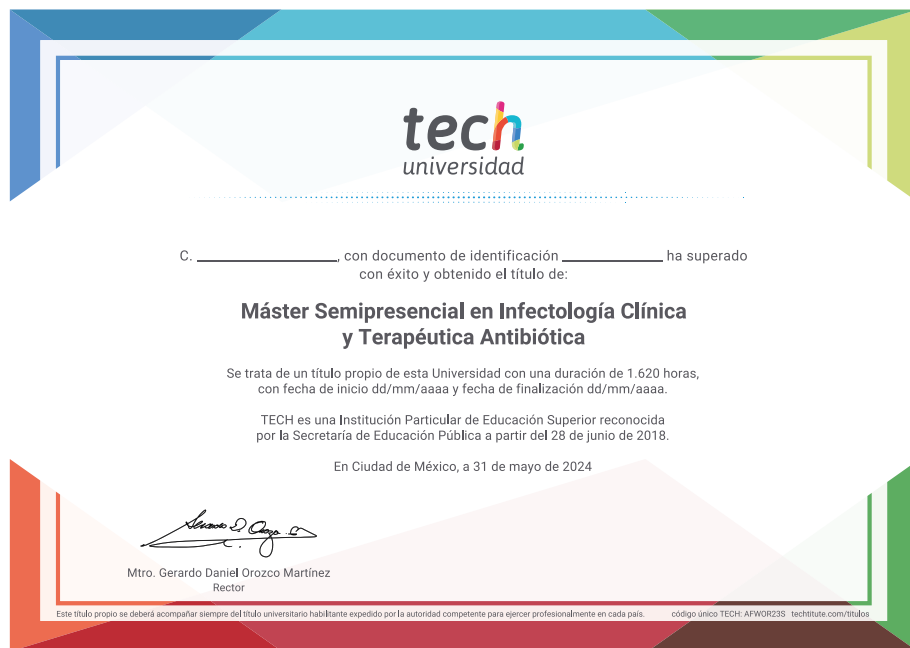 tech
universidad
C. ____________, con documento de identificación ____________ ha superado
con éxito y obtenido el título de:
Máster Semipresencial en Infectología Clínica
y Terapéutica Antibiótica
Se trata de un título propio de esta Universidad con una duración de 1.620 horas,
con fecha de inicio dd/mm/aaaa y fecha de finalización dd/mm/aaaa.
TECH es una Institución Particular de Educación Superior reconocida
por la Secretaría de Educación Pública a partir del 28 de junio de 2018.
En Ciudad de México, a 31 de mayo de 2024
Mtro. Gerardo Daniel Orozco Martínez
Rector
Este título propio se deberá acompañar siempre del título universitario habilitante expedido por la autoridad competente para ejercer profesionalmente en cada país. código único TECH: AFWOR23S techtitute.com/titulos